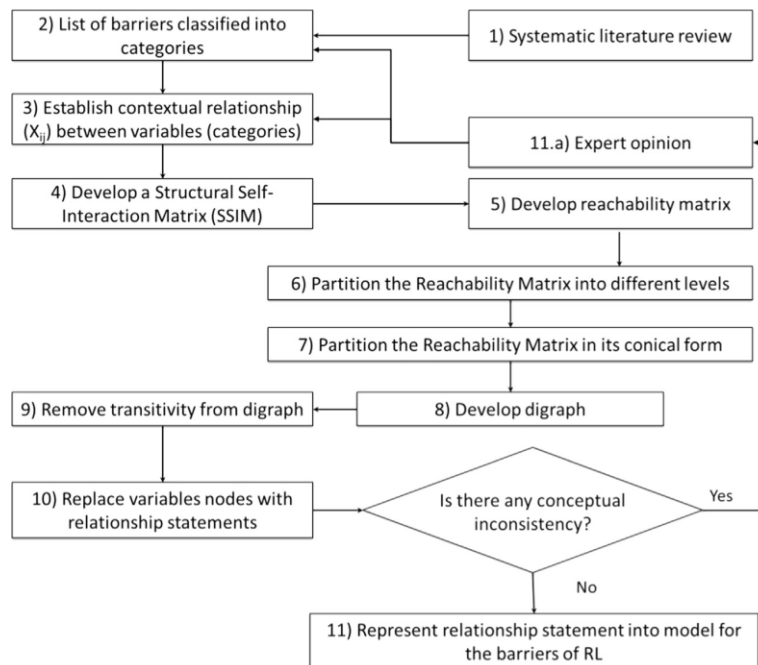 2) List of barriers classified into
categories
1) Systematic literature review
3) Establish contextual relationship
(Xij) between variables (categories)
11.a) Expert opinion
4) Develop a Structural Self-
Interaction Matrix (SSIM)
5) Develop reachability matrix
6) Partition the Reachability Matrix into different levels
7) Partition the Reachability Matrix in its conical form
9) Remove transitivity from digraph
8) Develop digraph
10) Replace variables nodes with
relationship statements
Is there any conceptual
inconsistency?
Yes
No
11) Represent relationship statement into model for
the barriers of RL